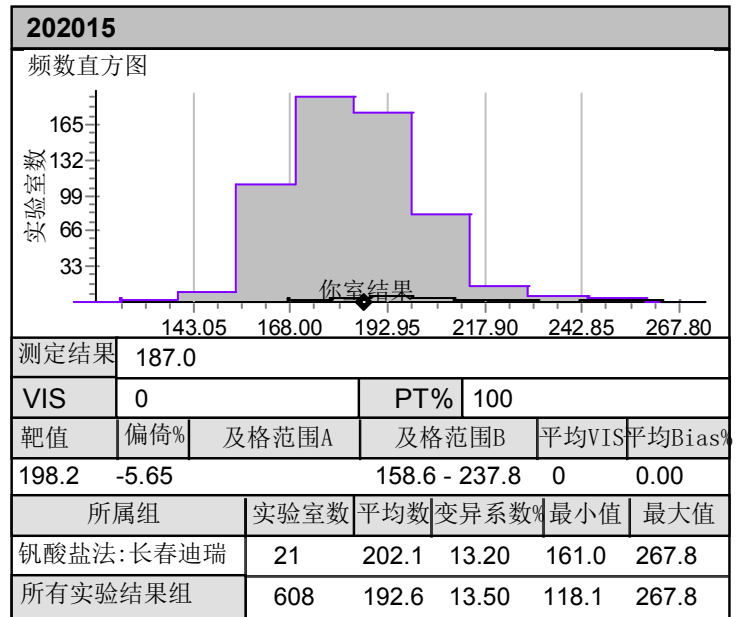 202015
频数直方图
实验室数
165
132
99
66
33
你室结果
143.05 168.00 192.95 217.90 242.85 267.80
测定结果 187.0
VIS 0 PT% 100
靶值 偏倚% 及格范围A 及格范围B 平均VIS 平均Bias%
198.2 -5.65 158.6 - 237.8 0 0.00
所属组 实验室数 平均数 变异系数% 最小值 最大值
钒酸盐法:长春迪瑞 21 202.1 13.20 161.0 267.8
所有实验结果组 608 192.6 13.50 118.1 267.8